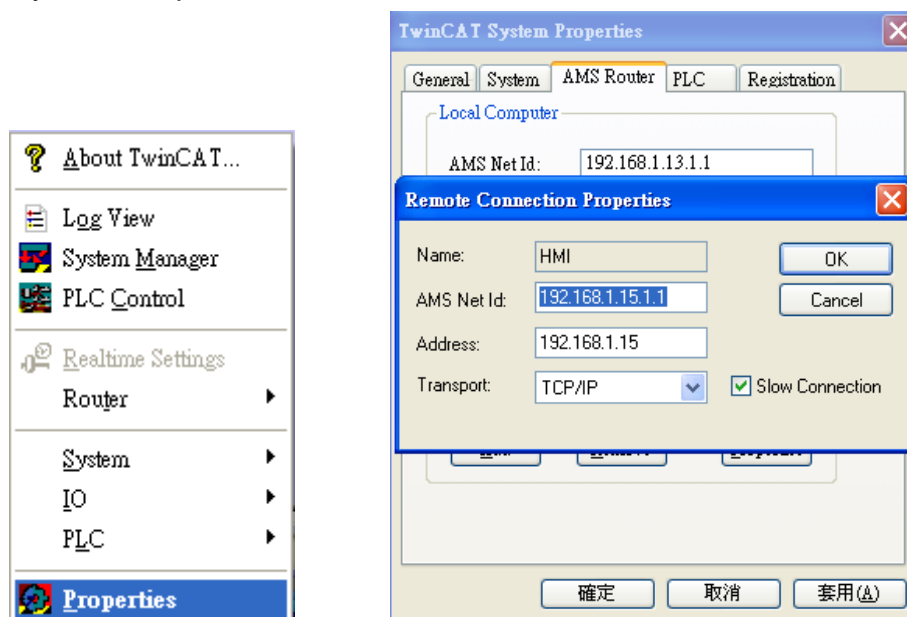 About TwinCAT...
Log View
System Manager
PLC Control
Realtime Settings
Router
System
IO
PLC
Properties
TwinCAT System Properties
General System AMS Router PLC Registration
Local Computer
AMS Net Id: 192.168.1.13.1.1
Remote Connection Properties
Name: HMI OK
AMS Net Id: 192.168.1.15.1.1 Cancel
Address: 192.168.1.15
Transport: TCP/IP Slow Connection
確定 取消 套用(A)